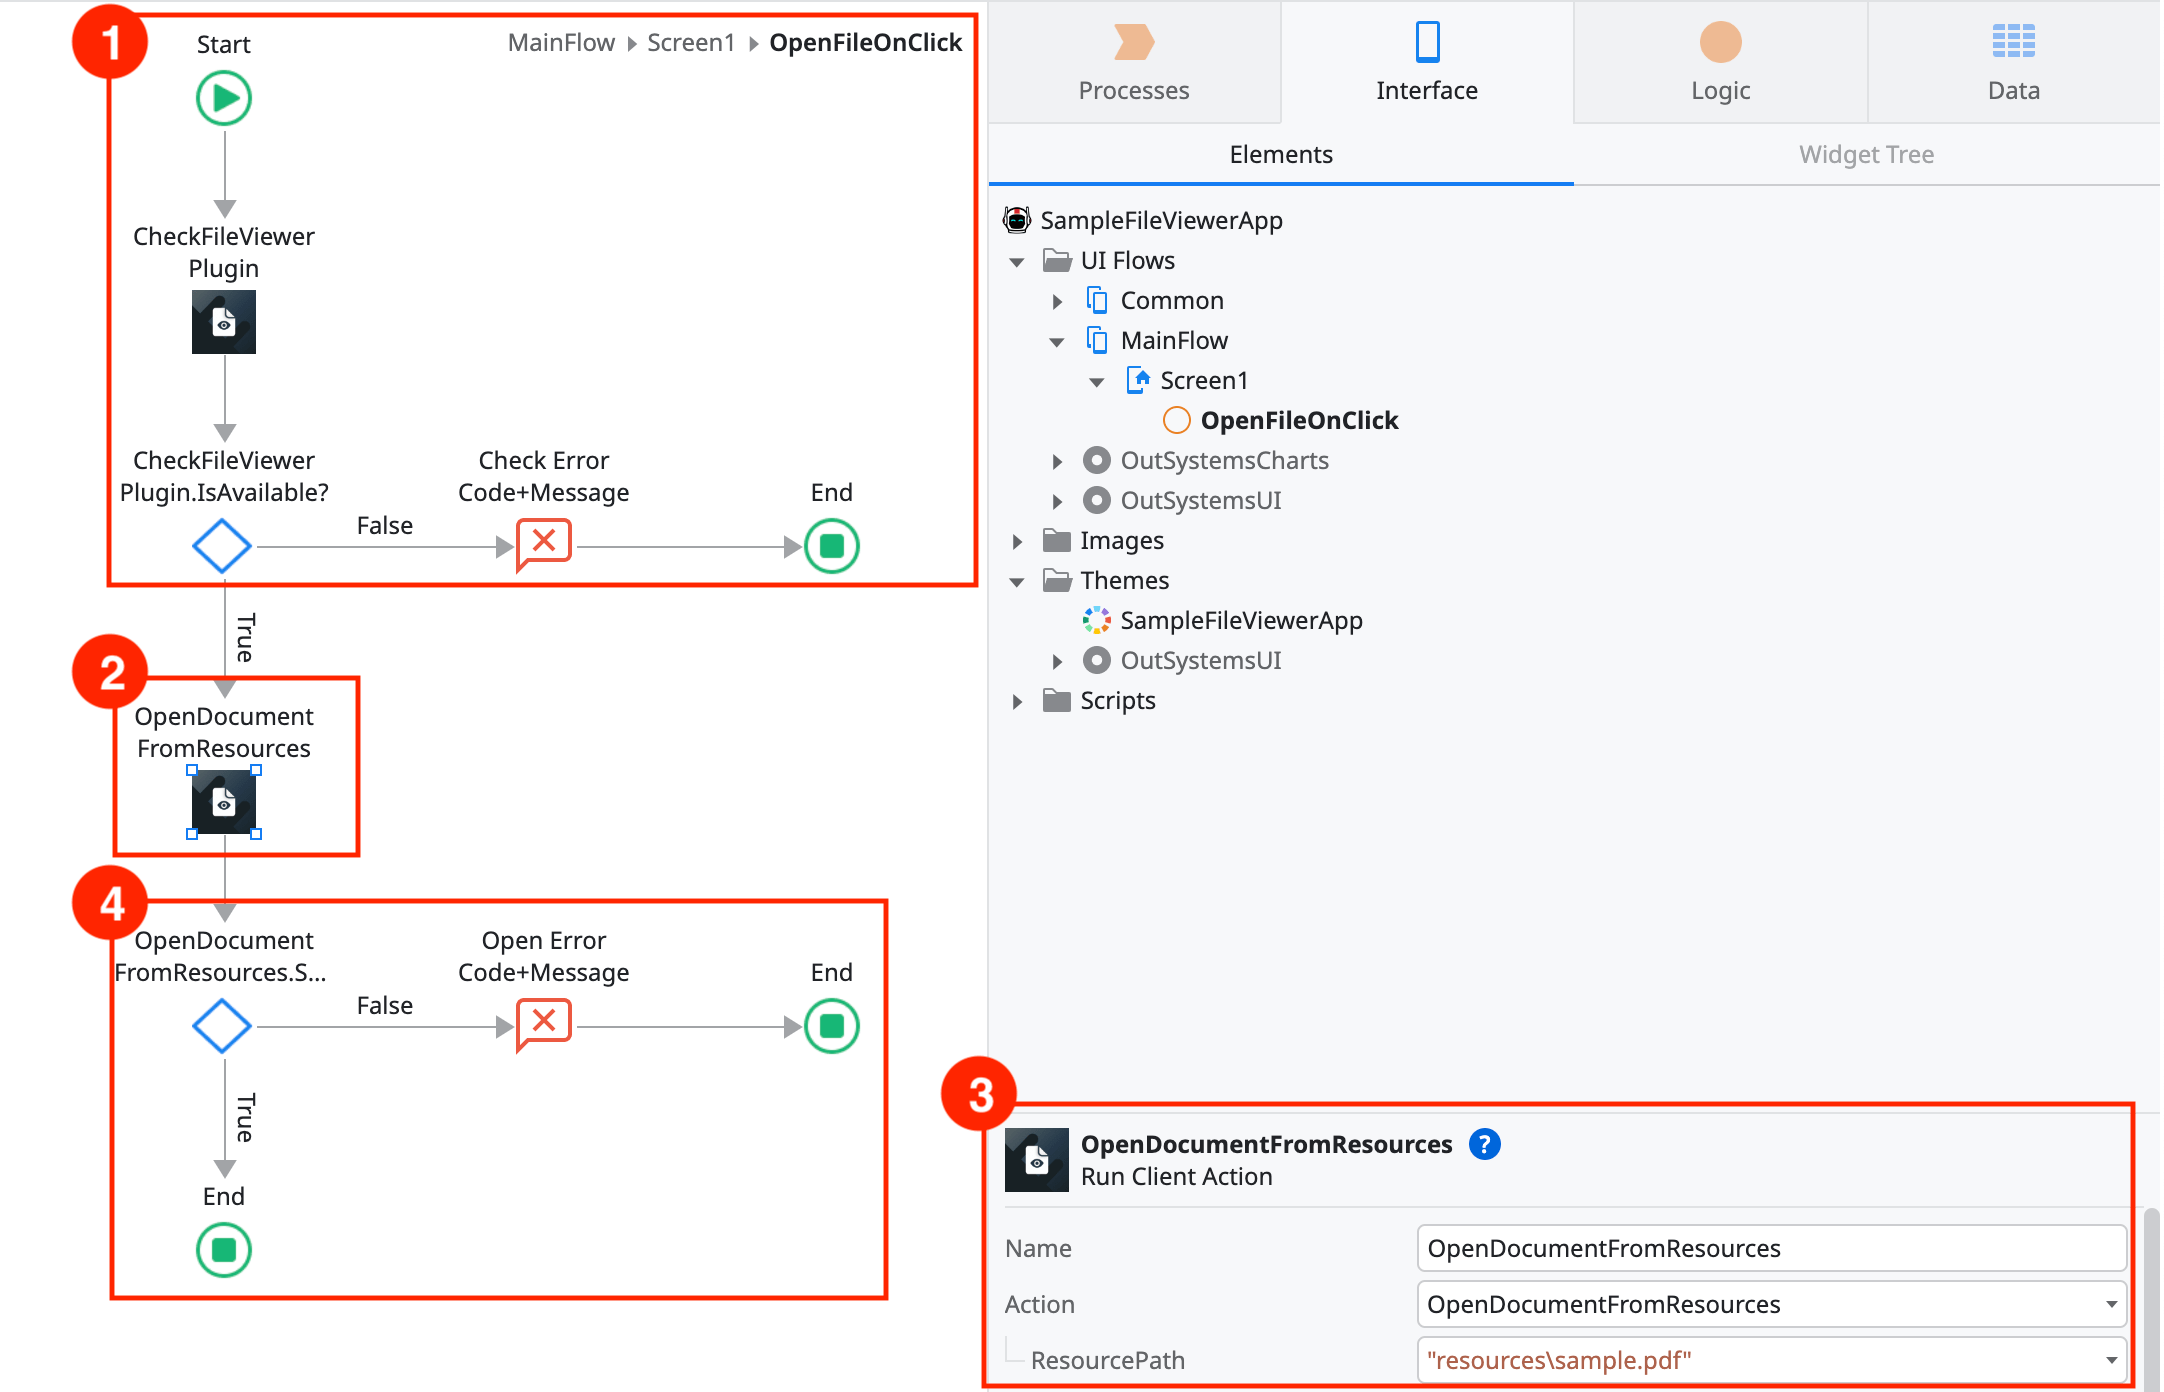 1
Start
MainFlow Screen1 OpenFileOnClick
CheckFileViewer
Plugin
CheckFileViewer
Plugin.IsAvailable?
False
Check Error
Code+Message
End
True
2
OpenDocument
FromResources
4
OpenDocument
FromResources.S...
False
Open Error
Code+Message
End
True
End
Processes
Interface
Logic
Data
Elements
Widget Tree
SampleFileViewerApp
UI Flows
Common
MainFlow
Screen1
OpenFileOnClick
OutSystemsCharts
OutSystemsUI
Images
Themes
SampleFileViewerApp
OutSystemsUI
Scripts
3
OpenDocumentFromResources ?
Run Client Action
Name OpenDocumentFromResources
Action OpenDocumentFromResources
ResourcePath "resources\sample.pdf"